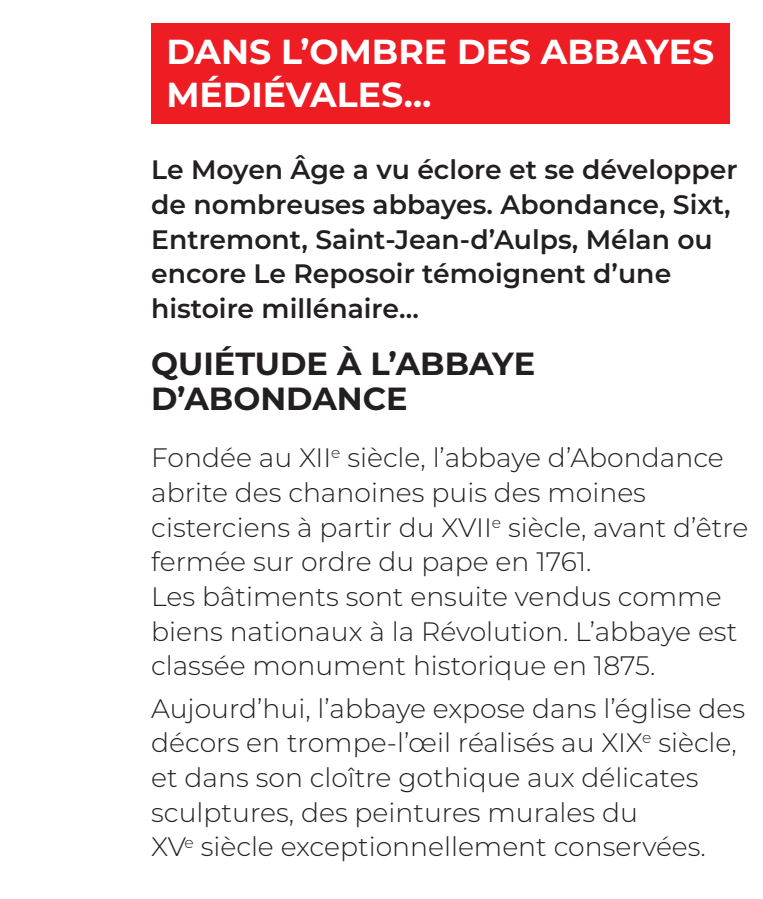 DANS L’OMBRE DES ABBAYES
MÉDIÉVALES…
Le Moyen Âge a vu éclore et se développer
de nombreuses abbayes. Abondance, Sixt,
Entremont, Saint-Jean-d’Aulps, Mélan ou
encore Le Reposoir témoignent d’une
histoire millénaire…
QUIÉTUDE À L’ABBAYE
D’ABONDANCE
Fondée au XIIᵉ siècle, l’abbaye d’Abondance
abrite des chanoines puis des moines
cisterciens à partir du XVIIᵉ siècle, avant d’être
fermée sur ordre du pape en 1761.
Les bâtiments sont ensuite vendus comme
biens nationaux à la Révolution. L’abbaye est
classée monument historique en 1875.
Aujourd’hui, l’abbaye expose dans l’église des
décors en trompe-l’œil réalisés au XIXᵉ siècle,
et dans son cloître gothique aux délicates
sculptures, des peintures murales du
XVᵉ siècle exceptionnellement conservées.